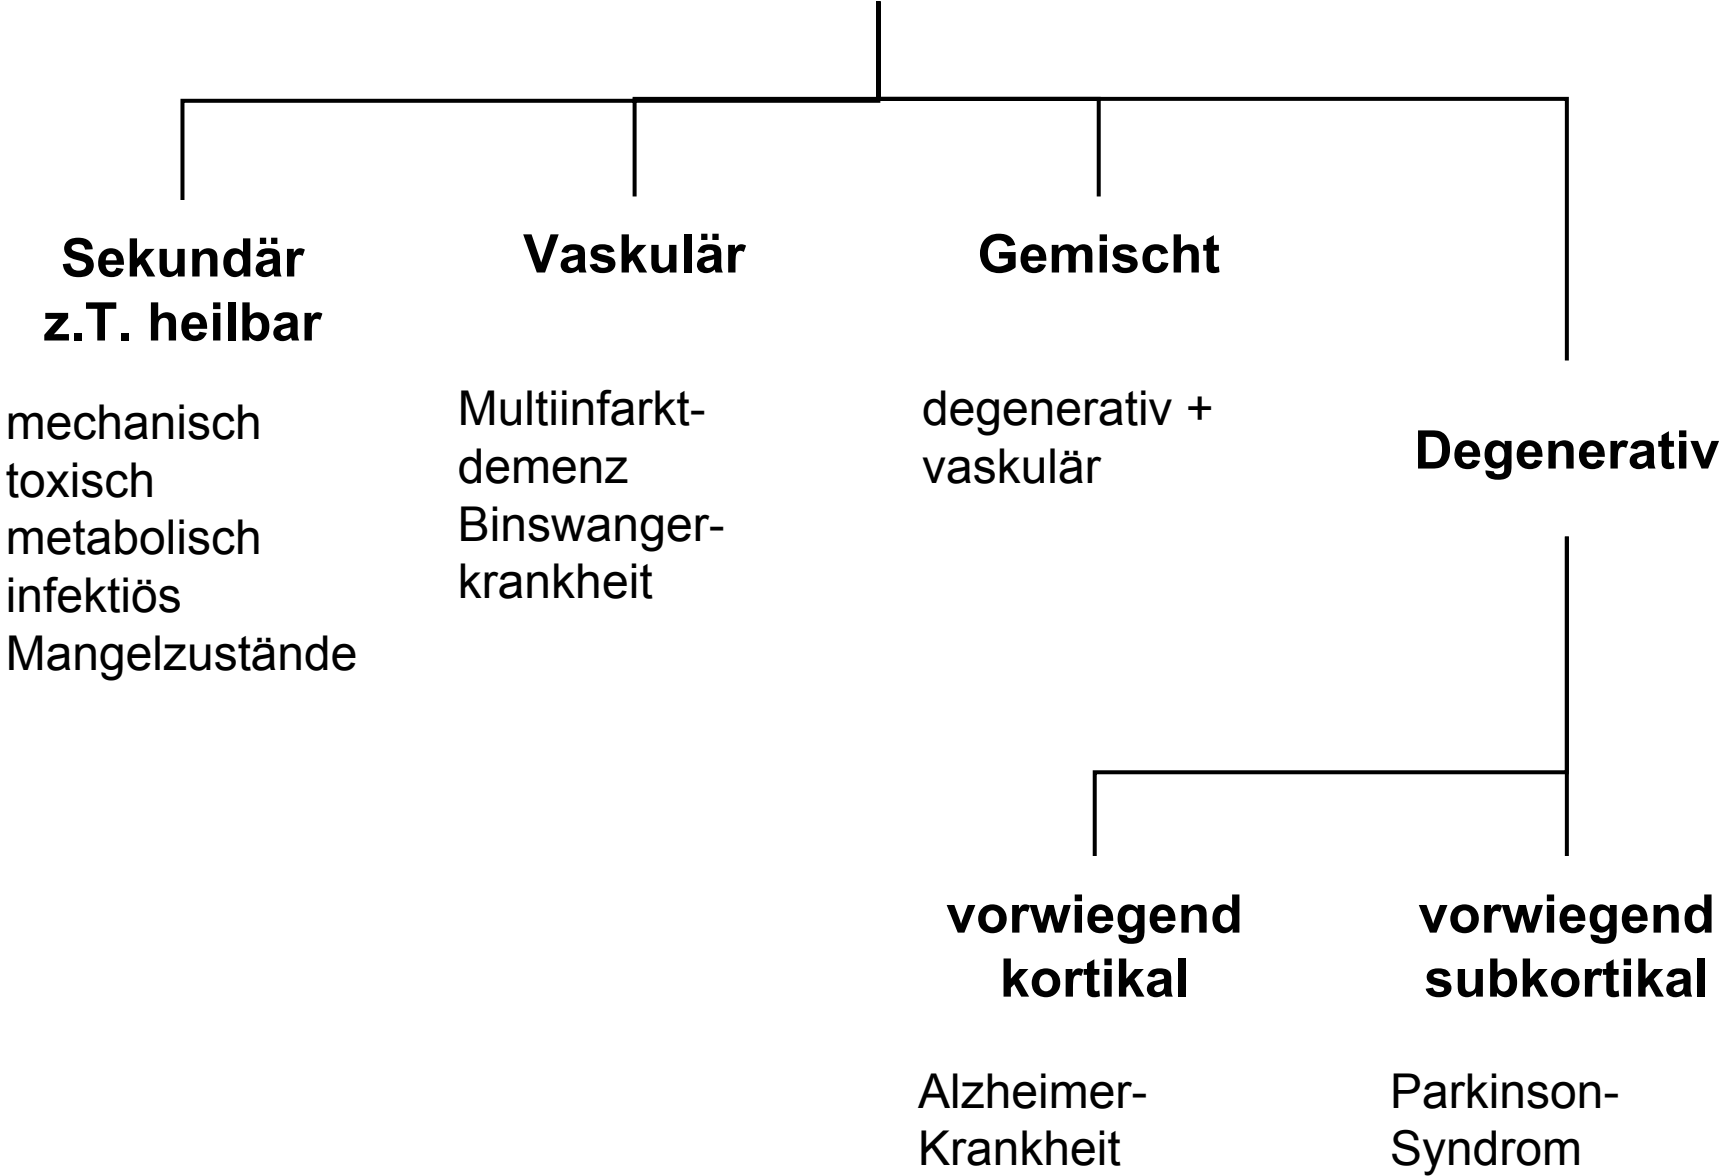 Sekundär
z.T. heilbar
mechanisch
toxisch
metabolisch
infektiös
Mangelzustände
Vaskulär
Multiinfarkt-
demenz
Binswanger-
krankheit
Gemischt
degenerativ +
vaskulär
Degenerativ
vorwiegend
kortikal
Alzheimer-
Krankheit
vorwiegend
subkortikal
Parkinson-
Syndrom